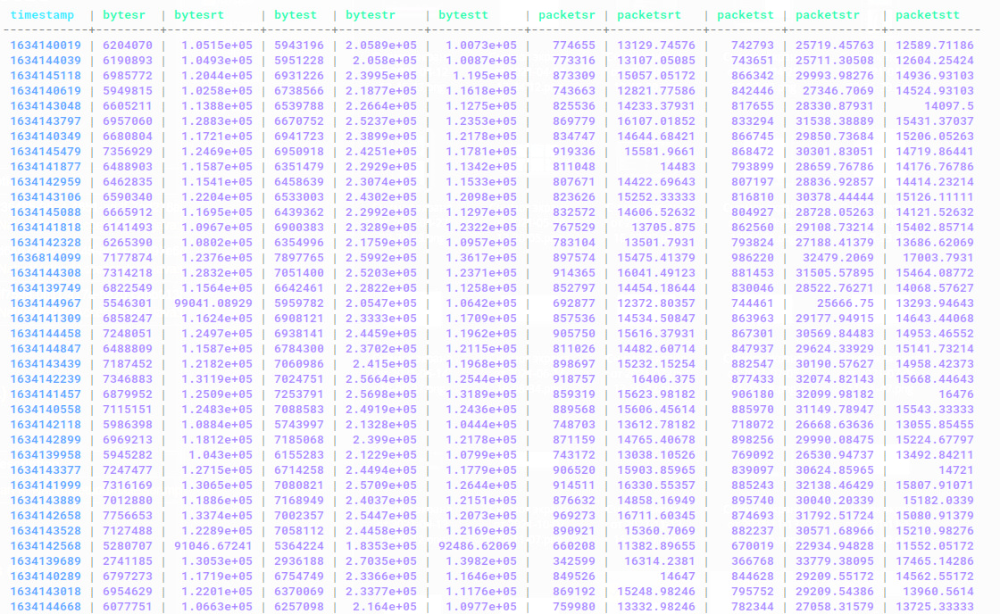 timestamp | bytesr | bytesrt | bytest | bytestr | bytestt | packetsr | packetsrt | packetst | packetstr | packetstt
1634140019 | 6204070 | 1.0515e+05 | 5943196 | 2.0589e+05 | 1.0073e+05 | 774655 | 13129.74576 | 742793 | 25719.45763 | 12589.71186
1634144039 | 6190893 | 1.0493e+05 | 5951228 | 2.058e+05 | 1.0087e+05 | 773316 | 13107.05085 | 743651 | 25711.30508 | 12604.25424
1634145118 | 6985772 | 1.2044e+05 | 6931226 | 2.3995e+05 | 1.195e+05 | 873309 | 15057.05172 | 866342 | 29993.98276 | 14936.93103
1634140619 | 5949815 | 1.0258e+05 | 6738566 | 2.1877e+05 | 1.1618e+05 | 743663 | 12821.77586 | 842446 | 27346.7069 | 14524.93103
1634143048 | 6605211 | 1.1388e+05 | 6539788 | 2.2664e+05 | 1.1275e+05 | 825536 | 14233.37931 | 817655 | 28330.87931 | 14097.5
1634143797 | 6957060 | 1.2883e+05 | 6670752 | 2.5237e+05 | 1.2353e+05 | 869779 | 16107.01852 | 833294 | 31538.38889 | 15431.37037
1634140349 | 6680804 | 1.1721e+05 | 6941723 | 2.3899e+05 | 1.2178e+05 | 834747 | 14644.68421 | 866745 | 29850.73684 | 15206.05263
1634145479 | 7356929 | 1.2469e+05 | 6950918 | 2.4251e+05 | 1.1781e+05 | 919336 | 15581.9661 | 868472 | 30301.83051 | 14719.86441
1634141877 | 6488903 | 1.1587e+05 | 6351479 | 2.2929e+05 | 1.1342e+05 | 811048 | 14483 | 793899 | 28659.76786 | 14176.76786
1634142959 | 6462835 | 1.1541e+05 | 6458639 | 2.3074e+05 | 1.1533e+05 | 807671 | 14422.69643 | 807197 | 28836.92857 | 14414.23214
1634143106 | 6590340 | 1.2204e+05 | 6533003 | 2.4302e+05 | 1.2098e+05 | 823626 | 15252.33333 | 816810 | 30378.44444 | 15126.11111
1634145088 | 6665912 | 1.1695e+05 | 6439362 | 2.2992e+05 | 1.1297e+05 | 832572 | 14606.52632 | 804927 | 28728.05263 | 14121.52632
1634141818 | 6141493 | 1.0967e+05 | 6900383 | 2.3289e+05 | 1.2322e+05 | 767529 | 13705.875 | 862560 | 29108.73214 | 15402.85714
1634142328 | 6265390 | 1.0802e+05 | 6354996 | 2.1759e+05 | 1.0957e+05 | 783104 | 13501.7931 | 793824 | 27188.41379 | 13686.62069
1636814099 | 7177874 | 1.2376e+05 | 7897765 | 2.5992e+05 | 1.3617e+05 | 897574 | 15475.41379 | 986220 | 32479.2069 | 17003.7931
1634144308 | 7314218 | 1.2832e+05 | 7051400 | 2.5203e+05 | 1.2371e+05 | 914365 | 16041.49123 | 881453 | 31505.57895 | 15464.08772
1634139749 | 6822549 | 1.1564e+05 | 6642461 | 2.2822e+05 | 1.1258e+05 | 852797 | 14454.18644 | 830046 | 28522.76271 | 14068.57627
1634144967 | 5546301 | 99041.08929 | 5959782 | 2.0547e+05 | 1.0642e+05 | 692877 | 12372.80357 | 744461 | 25666.75 | 13293.94643
1634141309 | 6858247 | 1.1624e+05 | 6908121 | 2.3333e+05 | 1.1709e+05 | 857536 | 14534.50847 | 863963 | 29177.94915 | 14643.44068
1634144458 | 7248051 | 1.2497e+05 | 6938141 | 2.4459e+05 | 1.1962e+05 | 905750 | 15616.37931 | 867301 | 30569.84483 | 14953.46552
1634144847 | 6488809 | 1.1587e+05 | 6784300 | 2.3702e+05 | 1.2115e+05 | 811026 | 14482.60714 | 847937 | 29624.33929 | 15141.73214
1634143439 | 7187452 | 1.2182e+05 | 7060986 | 2.415e+05 | 1.1968e+05 | 898697 | 15232.15254 | 882547 | 30190.57627 | 14958.42373
1634142239 | 7346883 | 1.3119e+05 | 7024751 | 2.5664e+05 | 1.2544e+05 | 918757 | 16406.375 | 877433 | 32074.82143 | 15668.44643
1634141457 | 6879952 | 1.2509e+05 | 7253791 | 2.5698e+05 | 1.3189e+05 | 859319 | 15623.98182 | 906180 | 32099.98182 | 16476
1634140558 | 7115151 | 1.2483e+05 | 7088583 | 2.4919e+05 | 1.2436e+05 | 889568 | 15606.45614 | 885970 | 31149.78947 | 15543.33333
1634142118 | 5986398 | 1.0884e+05 | 5743997 | 2.1328e+05 | 1.0444e+05 | 748703 | 13612.78182 | 718072 | 26668.63636 | 13055.85455
1634142899 | 6969213 | 1.1812e+05 | 7185068 | 2.399e+05 | 1.2178e+05 | 871159 | 14765.40678 | 898256 | 29990.08475 | 15224.67797
1634139958 | 5945282 | 1.043e+05 | 6155283 | 2.1229e+05 | 1.0799e+05 | 743172 | 13038.10526 | 769092 | 26530.94737 | 13492.84211
1634143377 | 7247477 | 1.2715e+05 | 6714258 | 2.4494e+05 | 1.1779e+05 | 906520 | 15903.85965 | 839097 | 30624.85965 | 14721
1634141999 | 7316169 | 1.3065e+05 | 7080821 | 2.5709e+05 | 1.2644e+05 | 914511 | 16330.55357 | 885243 | 32138.46429 | 15807.91071
1634143889 | 7012880 | 1.1886e+05 | 7168949 | 2.4037e+05 | 1.2151e+05 | 876632 | 14858.16949 | 895740 | 30040.20339 | 15182.0339
1634142658 | 7756653 | 1.3374e+05 | 7002357 | 2.5447e+05 | 1.2073e+05 | 969273 | 16711.60345 | 874693 | 31792.51724 | 15080.91379
1634143528 | 7127488 | 1.2289e+05 | 7058112 | 2.4458e+05 | 1.2169e+05 | 890921 | 15360.7069 | 882237 | 30571.68966 | 15210.98276
1634142568 | 5280707 | 91046.67241 | 5364224 | 1.8353e+05 | 92486.62069 | 660208 | 11382.89655 | 670019 | 22934.94828 | 11552.05172
1634139689 | 2741185 | 1.3053e+05 | 2936188 | 2.7035e+05 | 1.3982e+05 | 342599 | 16314.2381 | 366768 | 33779.38095 | 17465.14286
1634140289 | 6797273 | 1.1719e+05 | 6754749 | 2.3366e+05 | 1.1646e+05 | 849526 | 14647 | 844628 | 29209.55172 | 14562.55172
1634143018 | 6954629 | 1.2201e+05 | 6370069 | 2.3377e+05 | 1.1176e+05 | 869192 | 15248.98246 | 795752 | 29209.54386 | 13960.5614
1634144668 | 6077751 | 1.0663e+05 | 6257098 | 2.164e+05 | 1.0977e+05 | 759980 | 13332.98246 | 782344 | 27058.31579 | 13725.33333